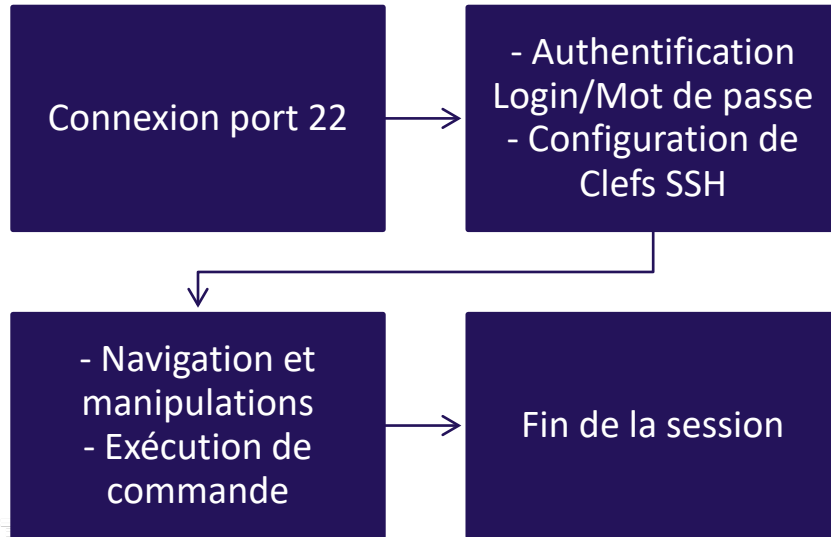 Connexion port 22
- Authentification
Login/Mot de passe
- Configuration de
Clefs SSH
- Navigation et
manipulations
- Exécution de
commande
Fin de la session